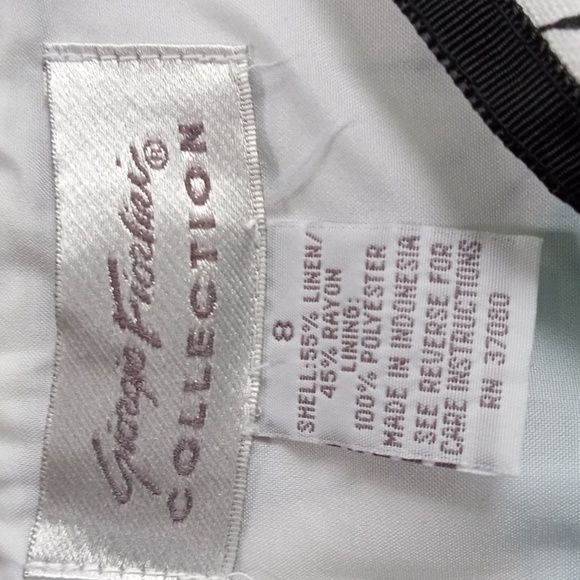 Giorgio Fiorlini®
COLLECTION
8
SHELL:55% LINEN/
45% RAYON
LINING:
100% POLYESTER
MADE IN INDONESIA
SEE REVERSE FOR
CARE INSTRUCTIONS
RN 37080